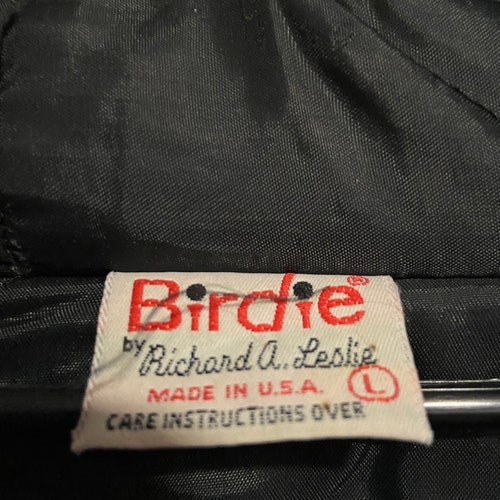 Birdie®
by Richard A. Leslie
MADE IN U.S.A. L
CARE INSTRUCTIONS OVER